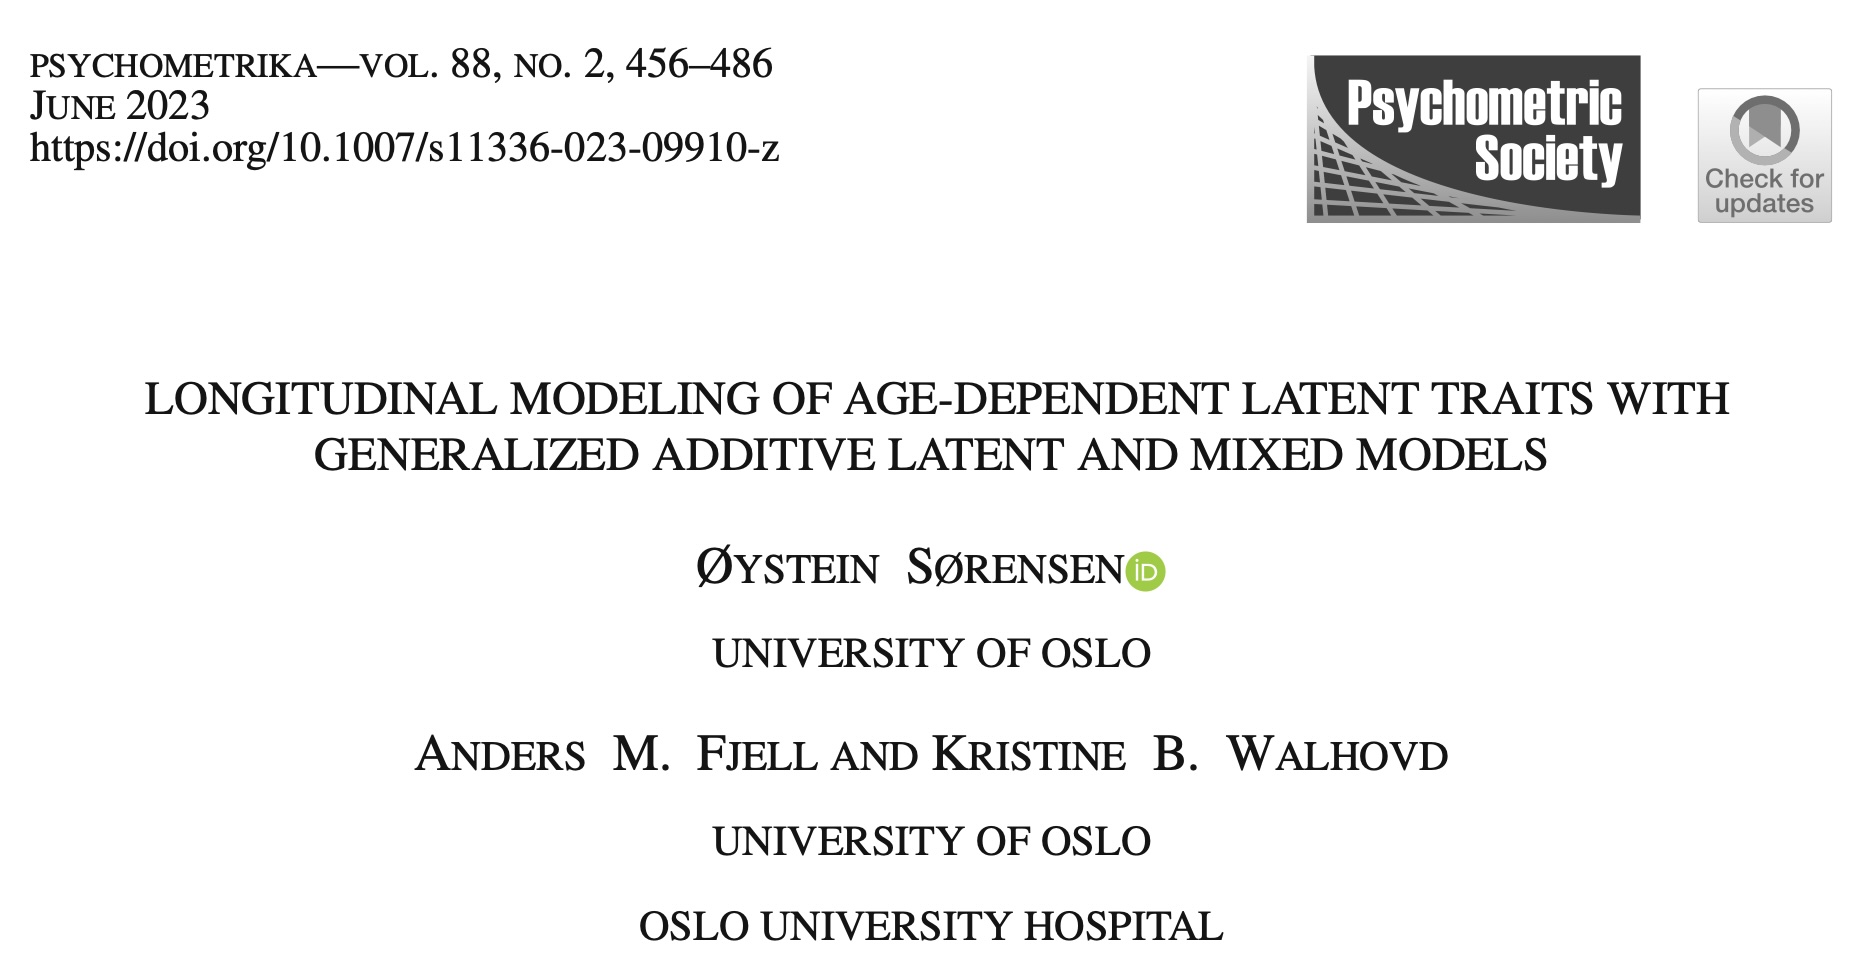 PSYCHOMETRIKA—VOL. 88, NO. 2, 456–486
JUNE 2023
https://doi.org/10.1007/s11336-023-09910-z
Psychometric
Society
Check for
updates
LONGITUDINAL MODELING OF AGE-DEPENDENT LATENT TRAITS WITH
GENERALIZED ADDITIVE LATENT AND MIXED MODELS
ØYSTEIN SØRENSEN iD
UNIVERSITY OF OSLO
ANDERS M. FJELL AND KRISTINE B. WALHOVD
UNIVERSITY OF OSLO
OSLO UNIVERSITY HOSPITAL